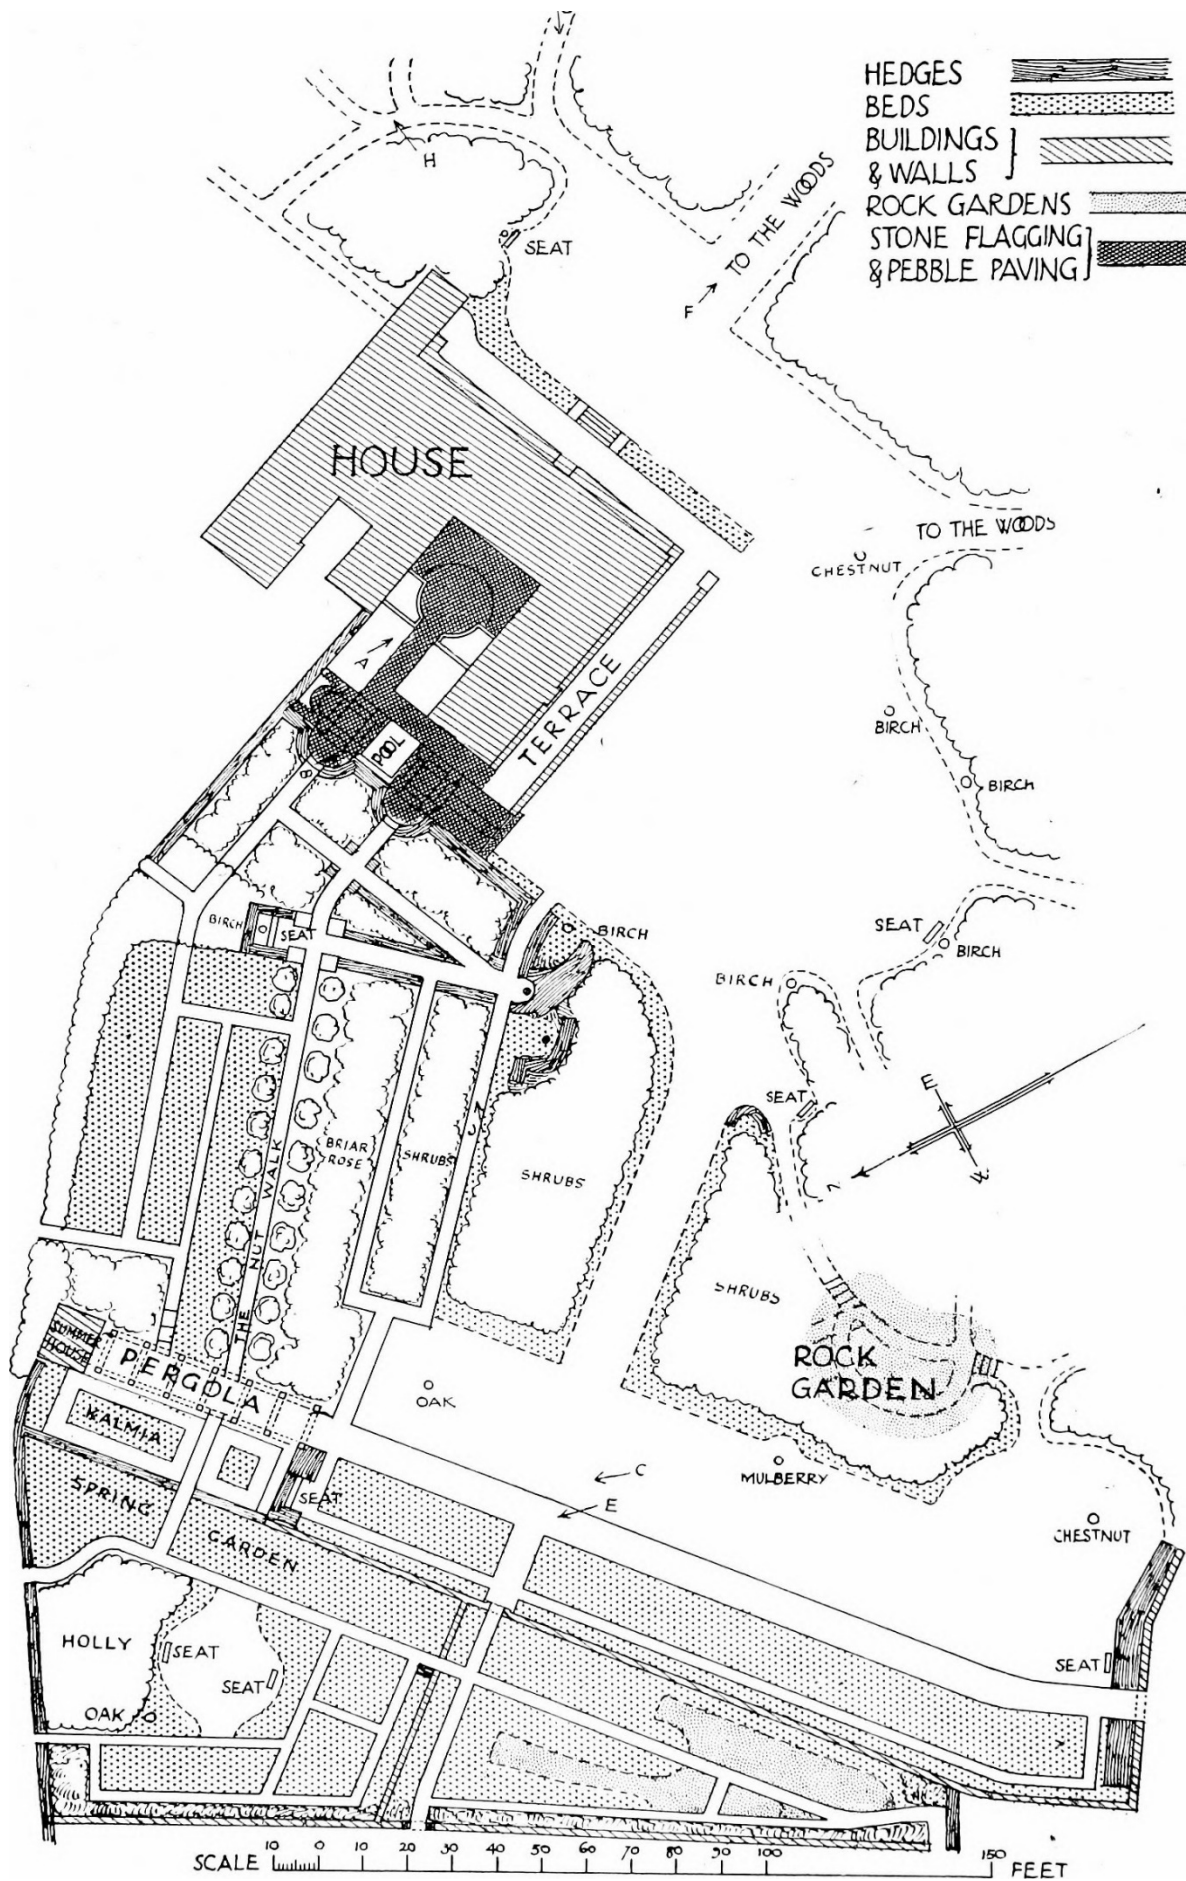 HEDGES
BEDS
BUILDINGS
& WALLS
ROCK GARDENS
STONE FLAGGING
& PEBBLE PAVING
H
SEAT
TO THE WOODS
F
HOUSE
TO THE WOODS
CHESTNUT
A
TERRACE
POOL
B
BIRCH
BIRCH
BIRCH
SEAT
BIRCH
SEAT
BIRCH
BIRCH
SEAT
E
N
W
THE NUT WALK
BRIAR
ROSE
SHRUBS
SHRUBS
SHRUBS
SUMMER
HOUSE
PERGOLA
KALMIA
OAK
ROCK
GARDEN
MULBERRY
C
E
SEAT
CHESTNUT
SPRING
GARDEN
HOLLY
SEAT
SEAT
OAK
SEAT
SCALE
10 0 10 20 30 40 50 60 70 80 90 100 150
FEET